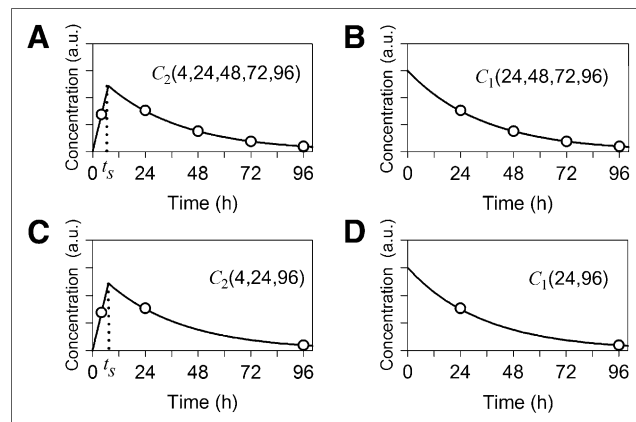 A
Concentration (a.u.)
C₂(4,24,48,72,96)
0 tₛ 24 48 72 96
Time (h)
B
Concentration (a.u.)
C₁(24,48,72,96)
0 24 48 72 96
Time (h)
C
Concentration (a.u.)
C₂(4,24,96)
0 tₛ 24 48 72 96
Time (h)
D
Concentration (a.u.)
C₁(24,96)
0 24 48 72 96
Time (h)